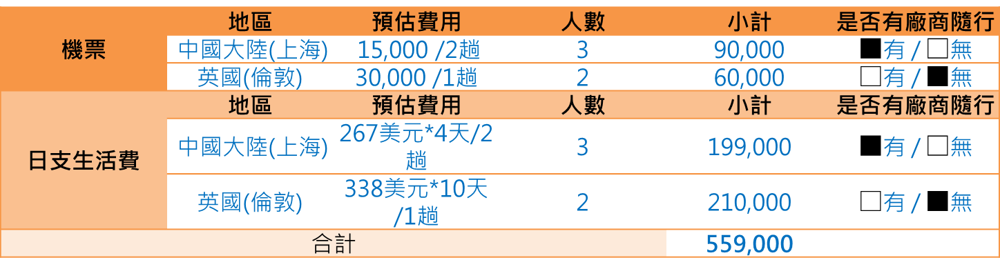 地區 預估費用 人數 小計 是否有廠商隨行
機票
中國大陸(上海) 15,000 /2趟 3 90,000 ■有 / □無
英國(倫敦) 30,000 /1趟 2 60,000 □有 / ■無
地區 預估費用 人數 小計 是否有廠商隨行
日支生活費
中國大陸(上海) 267美元*4天/2
趟 3 199,000 ■有 / □無
英國(倫敦) 338美元*10天
/1趟 2 210,000 □有 / ■無
合計 559,000